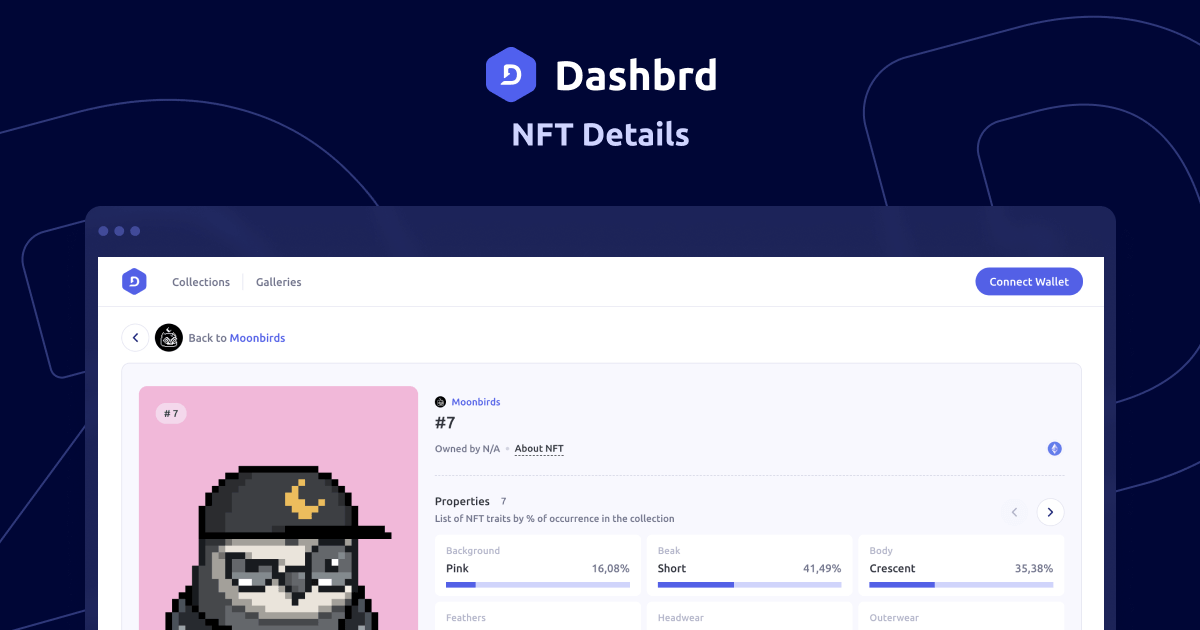 Dashbrd
NFT Details
Collections
Galleries
Connect Wallet
Back to Moonbirds
# 7
Moonbirds
#7
Owned by N/A • About NFT
Properties 7
List of NFT traits by % of occurrence in the collection
Background
Pink 16,08%
Beak
Short 41,49%
Body
Crescent 35,38%
Feathers
Headwear
Outerwear